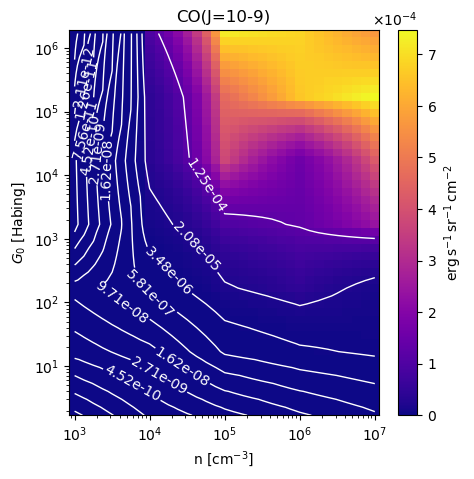 CO(J=10-9)
×10⁻⁴
10⁶
10⁵
10⁴
10³
10²
10¹
G₀ [Habing]
10³
10⁴
10⁵
10⁶
10⁷
n [cm⁻³]
7
6
5
4
3
2
1
0
erg s⁻¹ sr⁻¹ cm⁻²
2.71e-09
1.62e-08
1.25e-04
2.08e-05
3.48e-06
5.81e-07
9.71e-08
1.62e-08
2.71e-09
4.52e-10